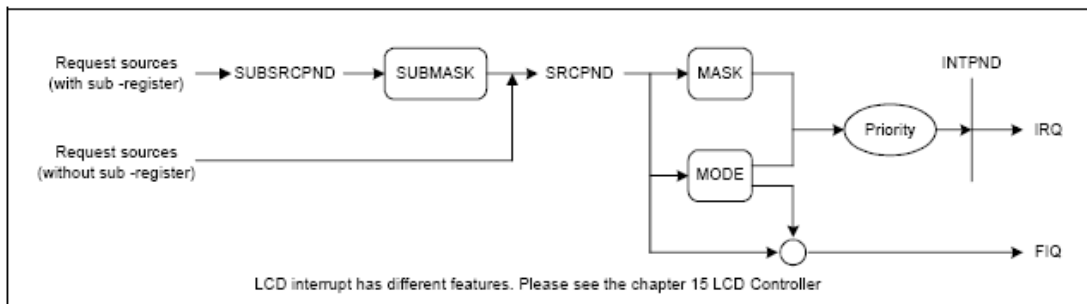 Request sources
(with sub -register)
SUBSRCPND
SUBMASK
SRCPND
MASK
INTPND
Priority
IRQ
Request sources
(without sub -register)
MODE
FIQ
LCD interrupt has different features. Please see the chapter 15 LCD Controller